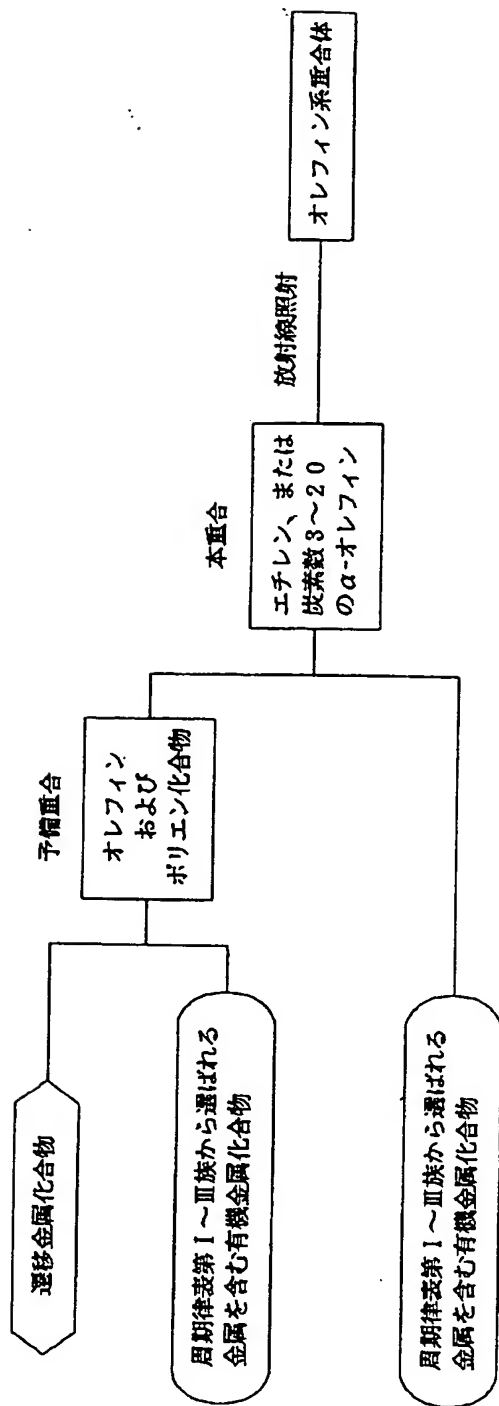 遷移金属化合物
周期律表第Ⅰ～Ⅲ族から選ばれる
金属を含む有機金属化合物
予備重合
オレフィン
および
ポリエン化合物
周期律表第Ⅰ～Ⅲ族から選ばれる
金属を含む有機金属化合物
本重合
エチレン、または
炭素数3～20
のα-オレフィン
放射線照射
オレフィン系重合体